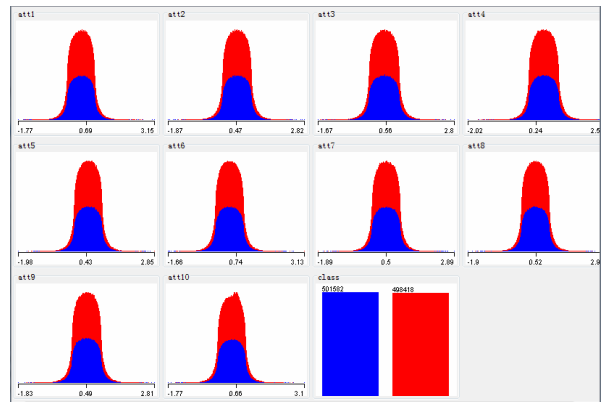 att1 att2 att3 att4
-1.77 0.69 3.15 -1.87 0.47 2.82 -1.67 0.56 2.8 -2.02 0.24 2.5
att5 att6 att7 att8
-1.98 0.43 2.85 -1.66 0.74 3.13 -1.89 0.5 2.89 -1.9 0.52 2.9
att9 att10 class
501582 498418
-1.83 0.49 2.81 -1.77 0.66 3.1